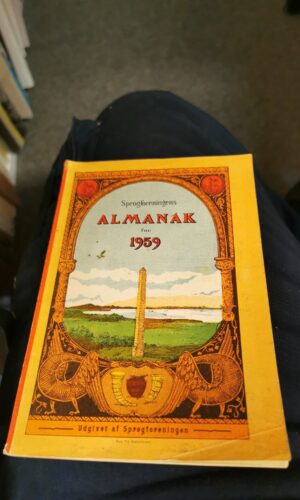 Sprogforeningens
ALMANAK
For
1959
Udgivet af Sprogforeningen